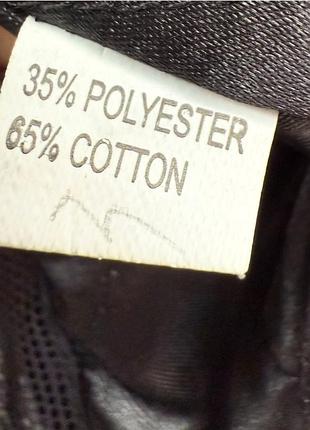 35% POLYESTER
65% COTTON